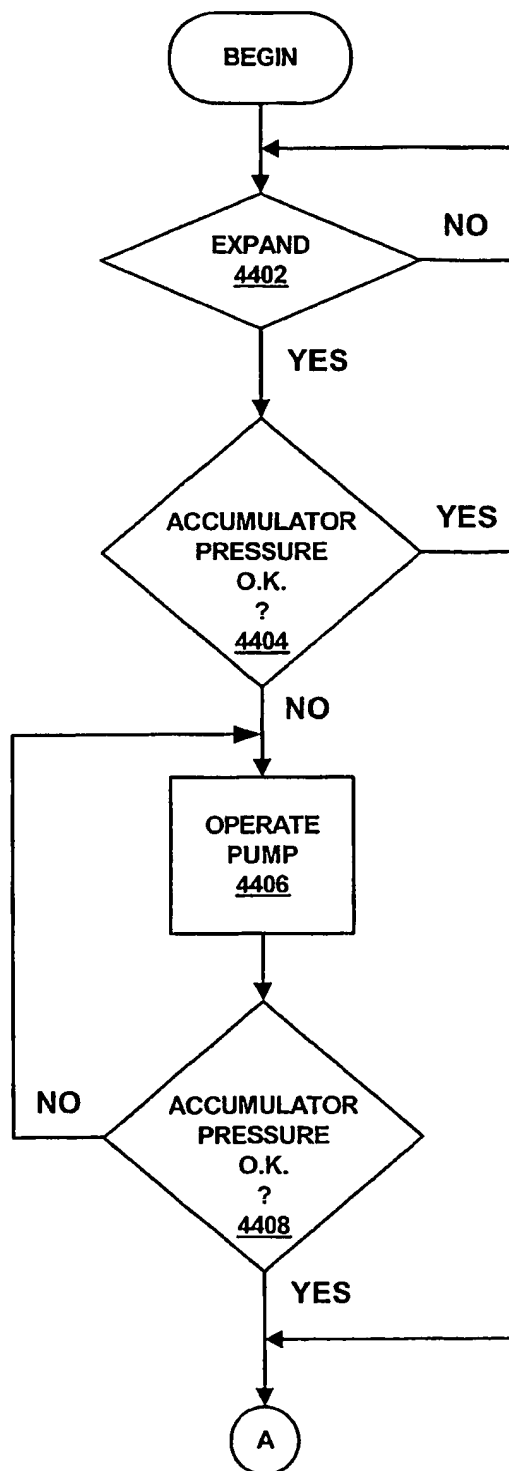 BEGIN
EXPAND
4402
NO
YES
ACCUMULATOR
PRESSURE
O.K.
?
4404
YES
NO
OPERATE
PUMP
4406
ACCUMULATOR
PRESSURE
O.K.
?
4408
NO
YES
A